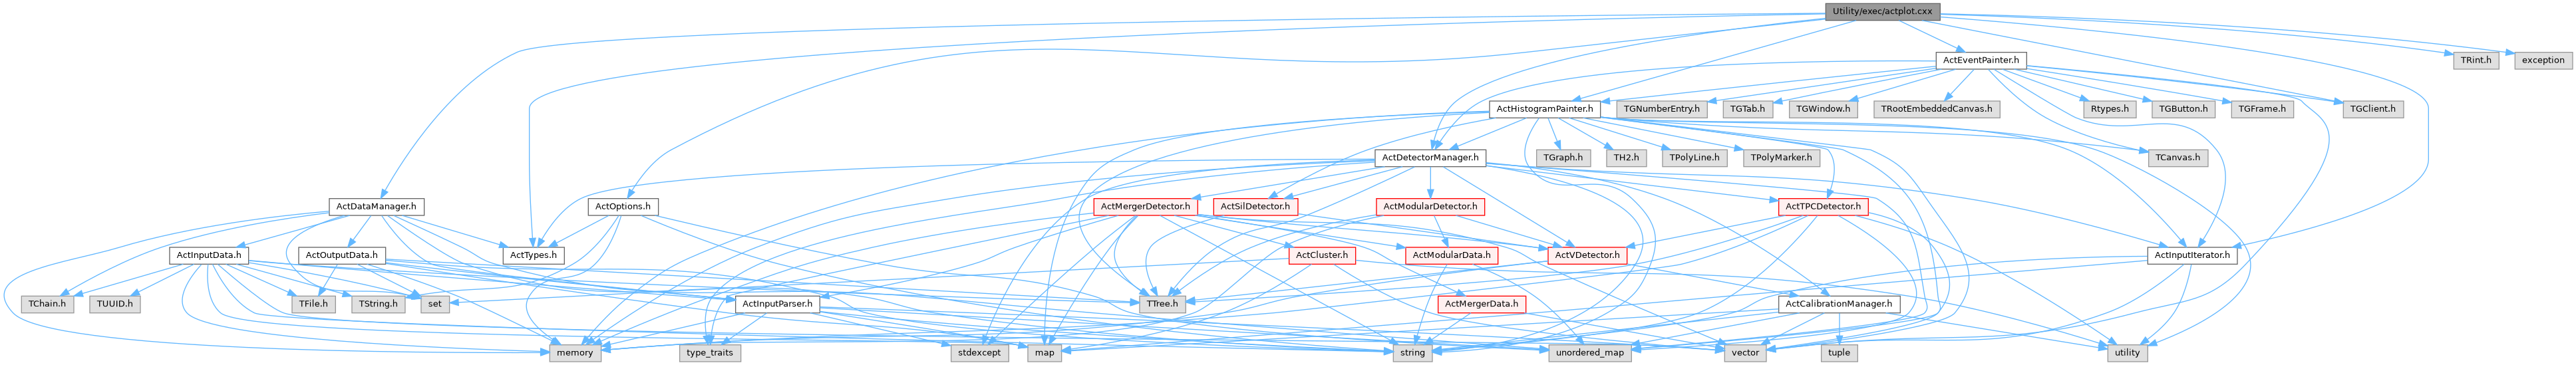 Utility/exec/actplot.cxx
ActEventPainter.h
TRint.h
exception
ActHistogramPainter.h
TGNumberEntry.h
TGTab.h
TGWindow.h
TRootEmbeddedCanvas.h
Rtypes.h
TGButton.h
TGFrame.h
TGClient.h
ActDetectorManager.h
TGraph.h
TH2.h
TPolyLine.h
TPolyMarker.h
TCanvas.h
ActDataManager.h
ActOptions.h
ActMergerDetector.h
ActSilDetector.h
ActModularDetector.h
ActTPCDetector.h
ActInputData.h
ActOutputData.h
ActTypes.h
ActCluster.h
ActModularData.h
ActVDetector.h
ActInputIterator.h
TChain.h
TUUID.h
TFile.h
TString.h
set
TTree.h
ActInputParser.h
ActMergerData.h
ActCalibrationManager.h
memory
type_traits
stdexcept
map
string
unordered_map
vector
tuple
utility